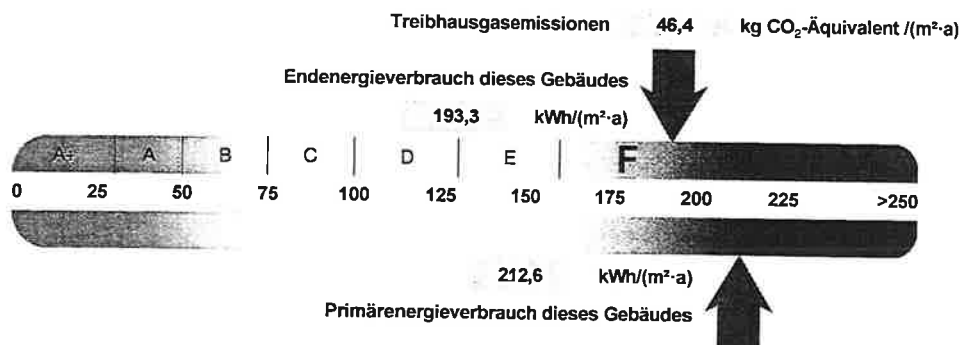 Treibhausgasemissionen 46,4 kg CO₂-Äquivalent /(m²·a)
Endenergieverbrauch dieses Gebäudes
193,3 kWh/(m²·a)
A+ A B C D E F
0 25 50 75 100 125 150 175 200 225 >250
212,6 kWh/(m²·a)
Primärenergieverbrauch dieses Gebäudes